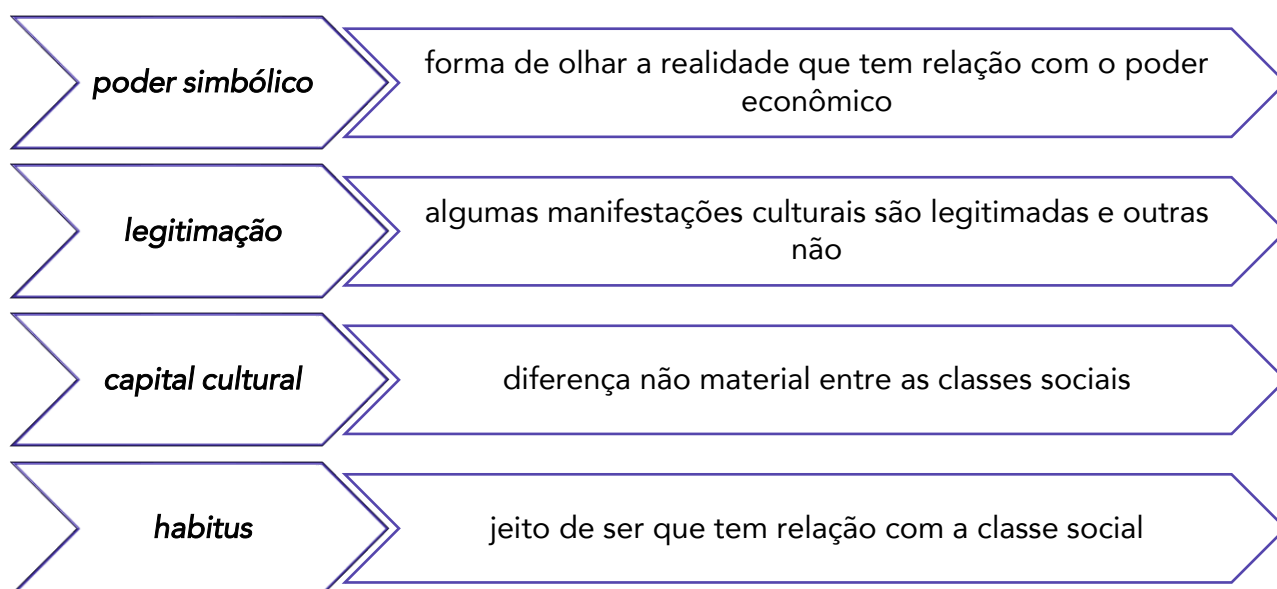 poder simbólico
forma de olhar a realidade que tem relação com o poder
econômico
legitimação
algumas manifestações culturais são legitimadas e outras
não
capital cultural
diferença não material entre as classes sociais
habitus
jeito de ser que tem relação com a classe social